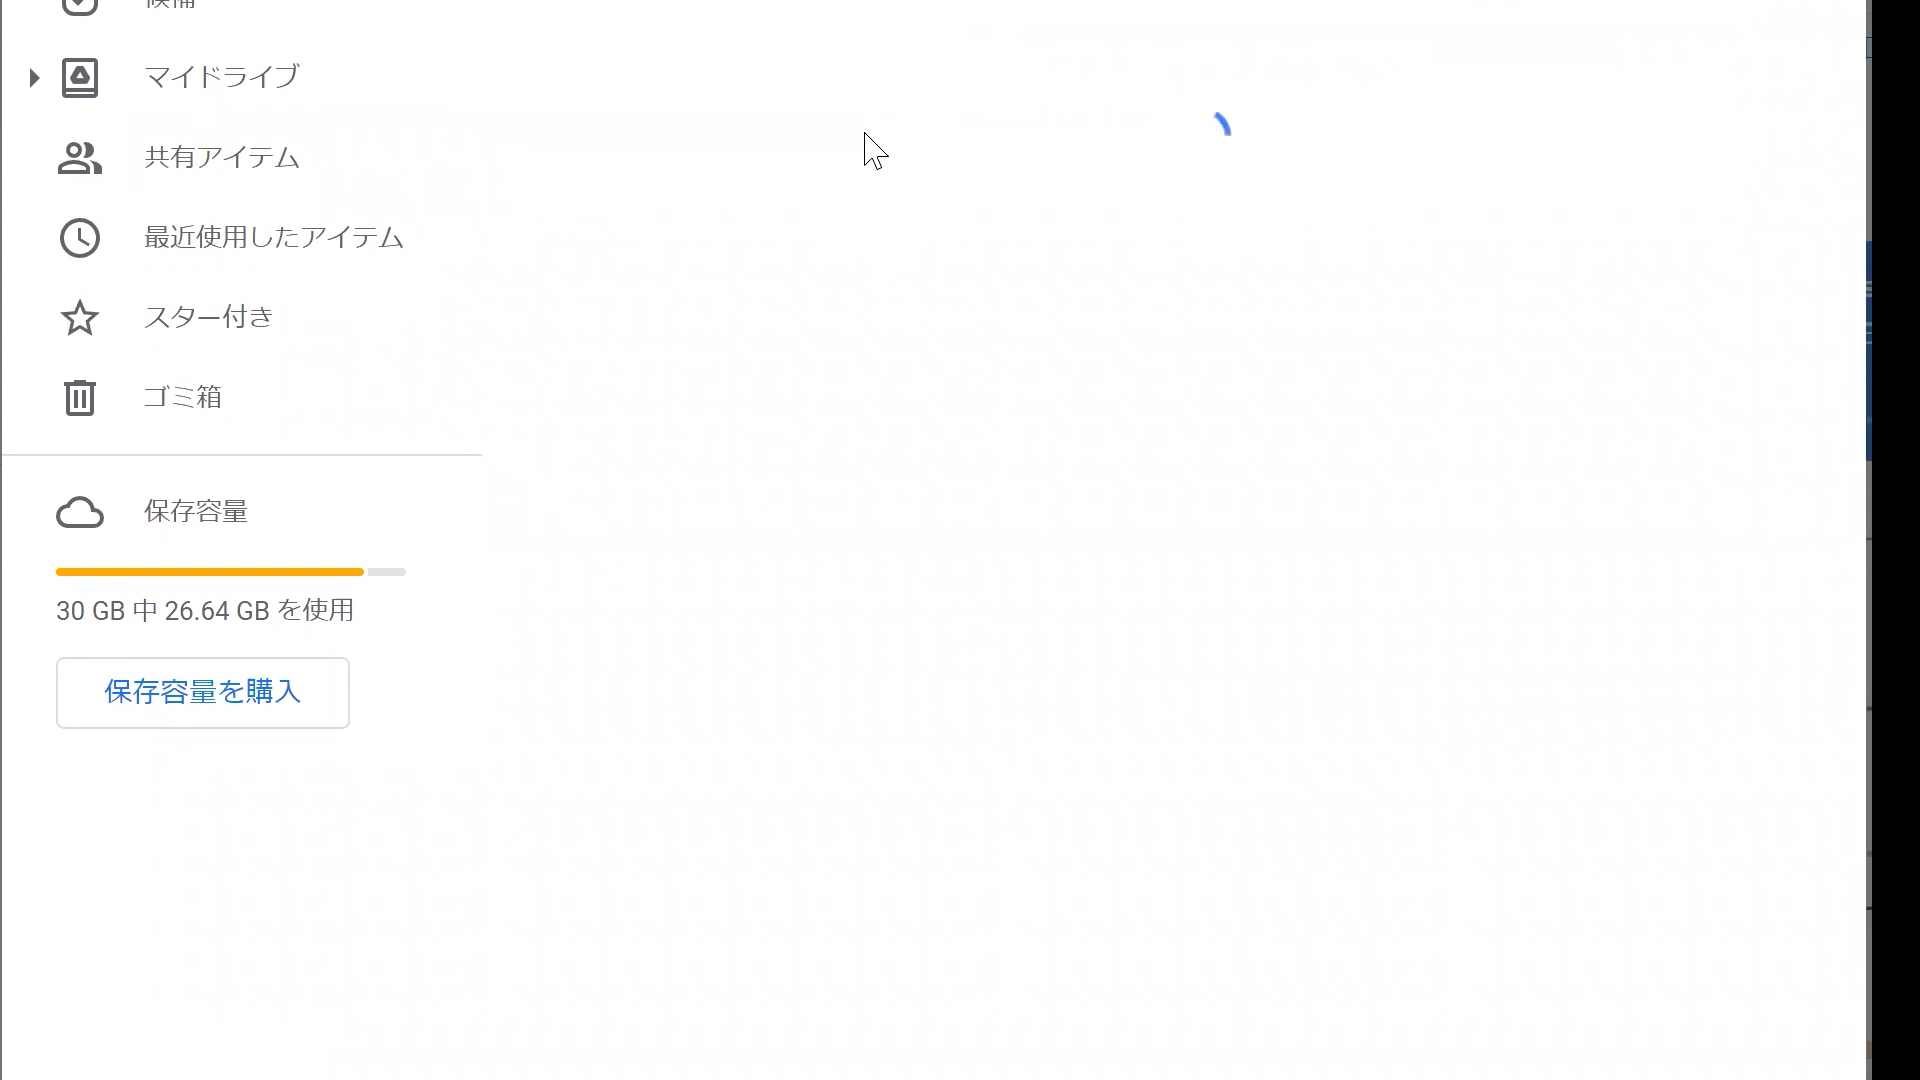 候補
マイドライブ
共有アイテム
最近使用したアイテム
スター付き
ゴミ箱
保存容量
30 GB 中 26.64 GB を使用
保存容量を購入